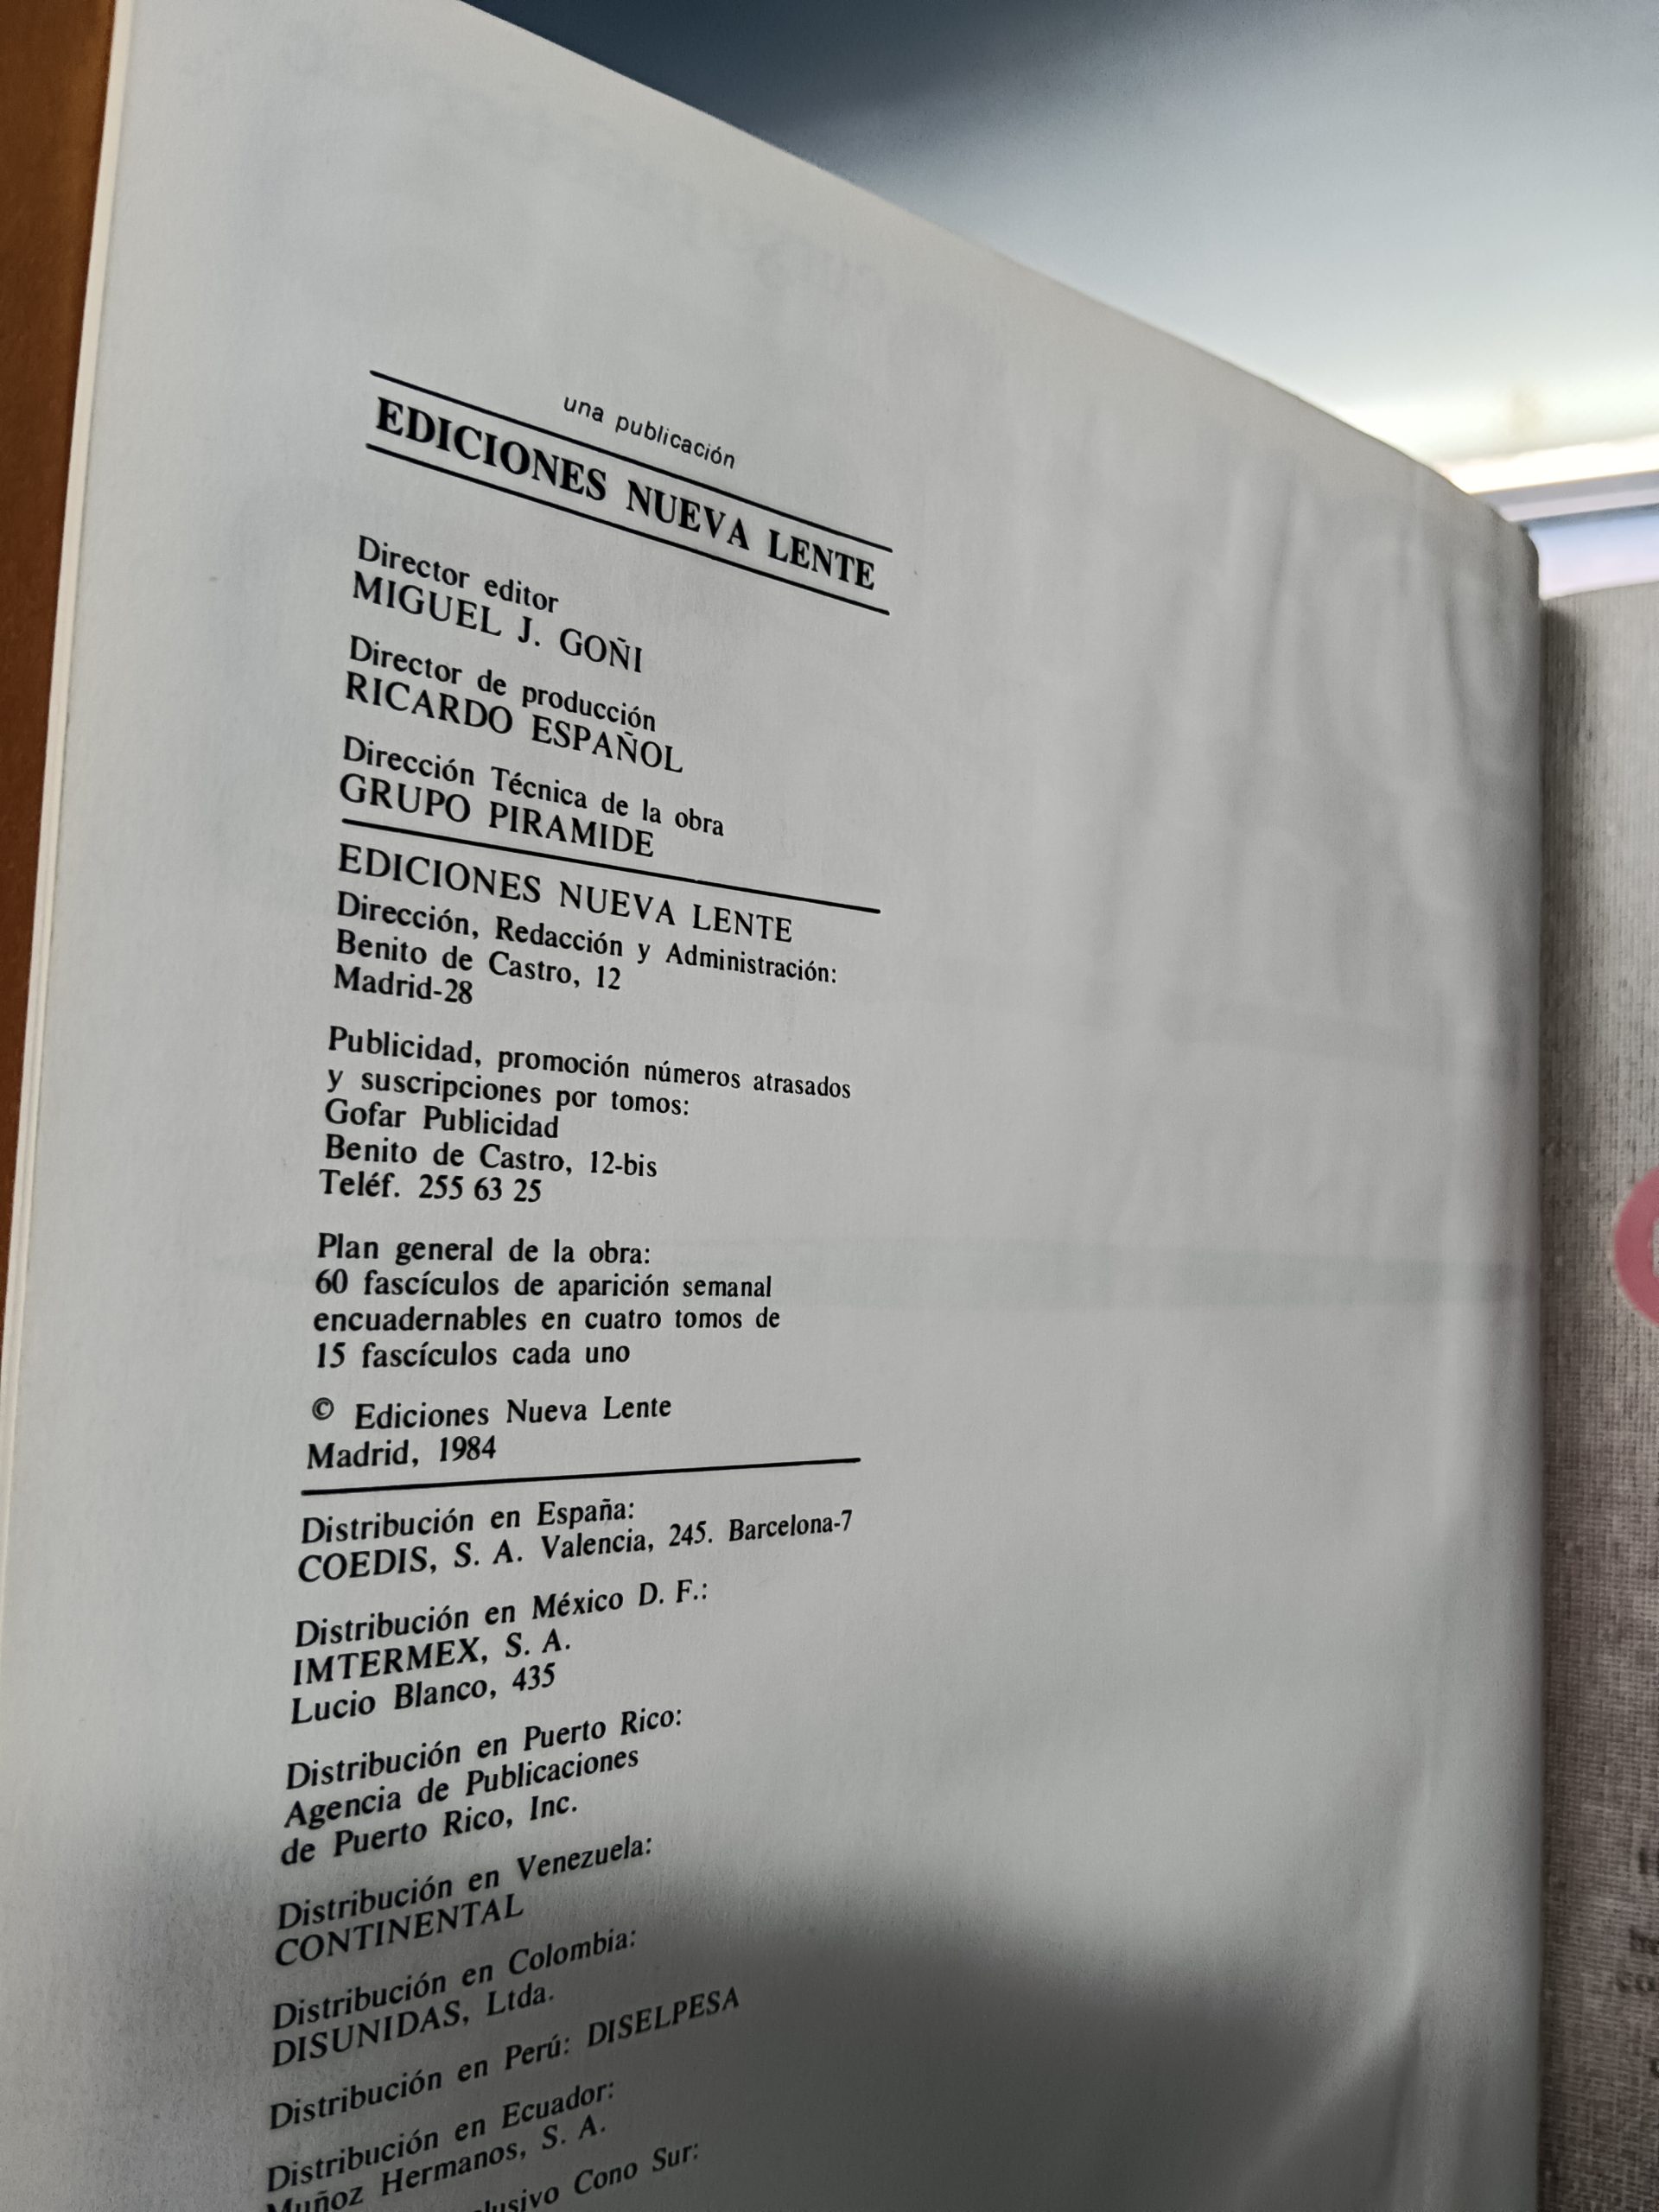 una publicación
EDICIONES NUEVA LENTE
Director editor
MIGUEL J. GOÑI
Director de producción
RICARDO ESPAÑOL
Dirección Técnica de la obra
GRUPO PIRAMIDE
EDICIONES NUEVA LENTE
Dirección, Redacción y Administración:
Benito de Castro, 12
Madrid-28
Publicidad, promoción números atrasados
y suscripciones por tomos:
Gofar Publicidad
Benito de Castro, 12-bis
Teléf. 255 63 25
Plan general de la obra:
60 fascículos de aparición semanal
encuadernables en cuatro tomos de
15 fascículos cada uno
© Ediciones Nueva Lente
Madrid, 1984
Distribución en España:
COEDIS, S. A. Valencia, 245. Barcelona-7
Distribución en México D. F.:
IMTERMEX, S. A.
Lucio Blanco, 435
Distribución en Puerto Rico:
Agencia de Publicaciones
de Puerto Rico, Inc.
Distribución en Venezuela:
CONTINENTAL
Distribución en Colombia:
DISUNIDAS, Ltda.
Distribución en Perú: DISELPESA
Distribución en Ecuador:
Muñoz Hermanos, S. A.
Cono Sur: